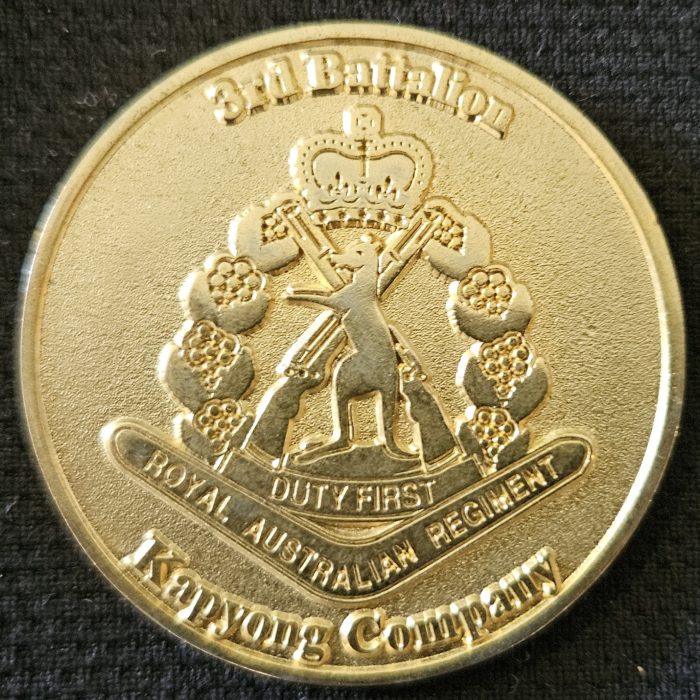 3rd Battalion
DUTY FIRST
ROYAL AUSTRALIAN REGIMENT
Kapyong Company